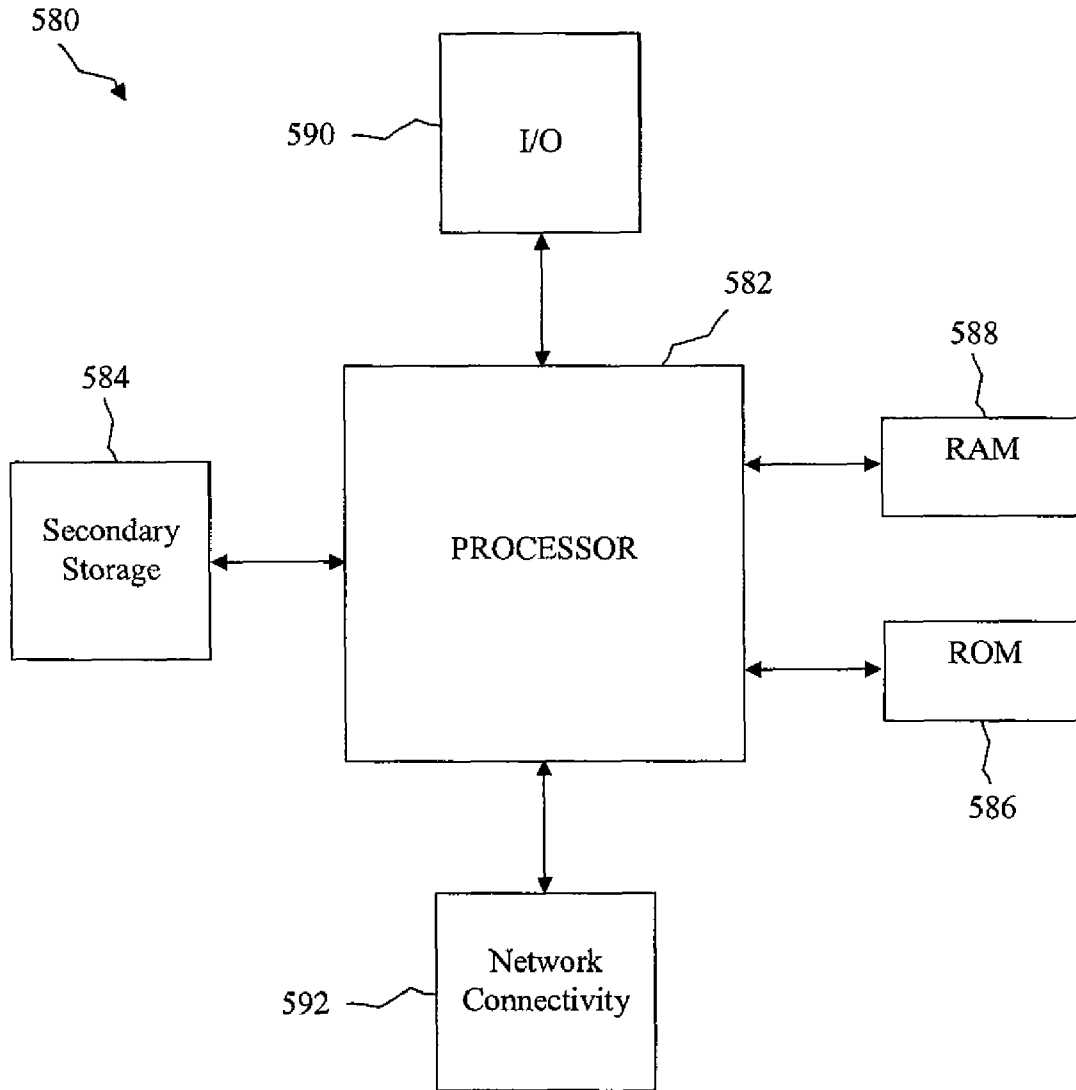 580
590
I/O
582
588
584
RAM
Secondary
Storage
PROCESSOR
ROM
586
Network
Connectivity
592